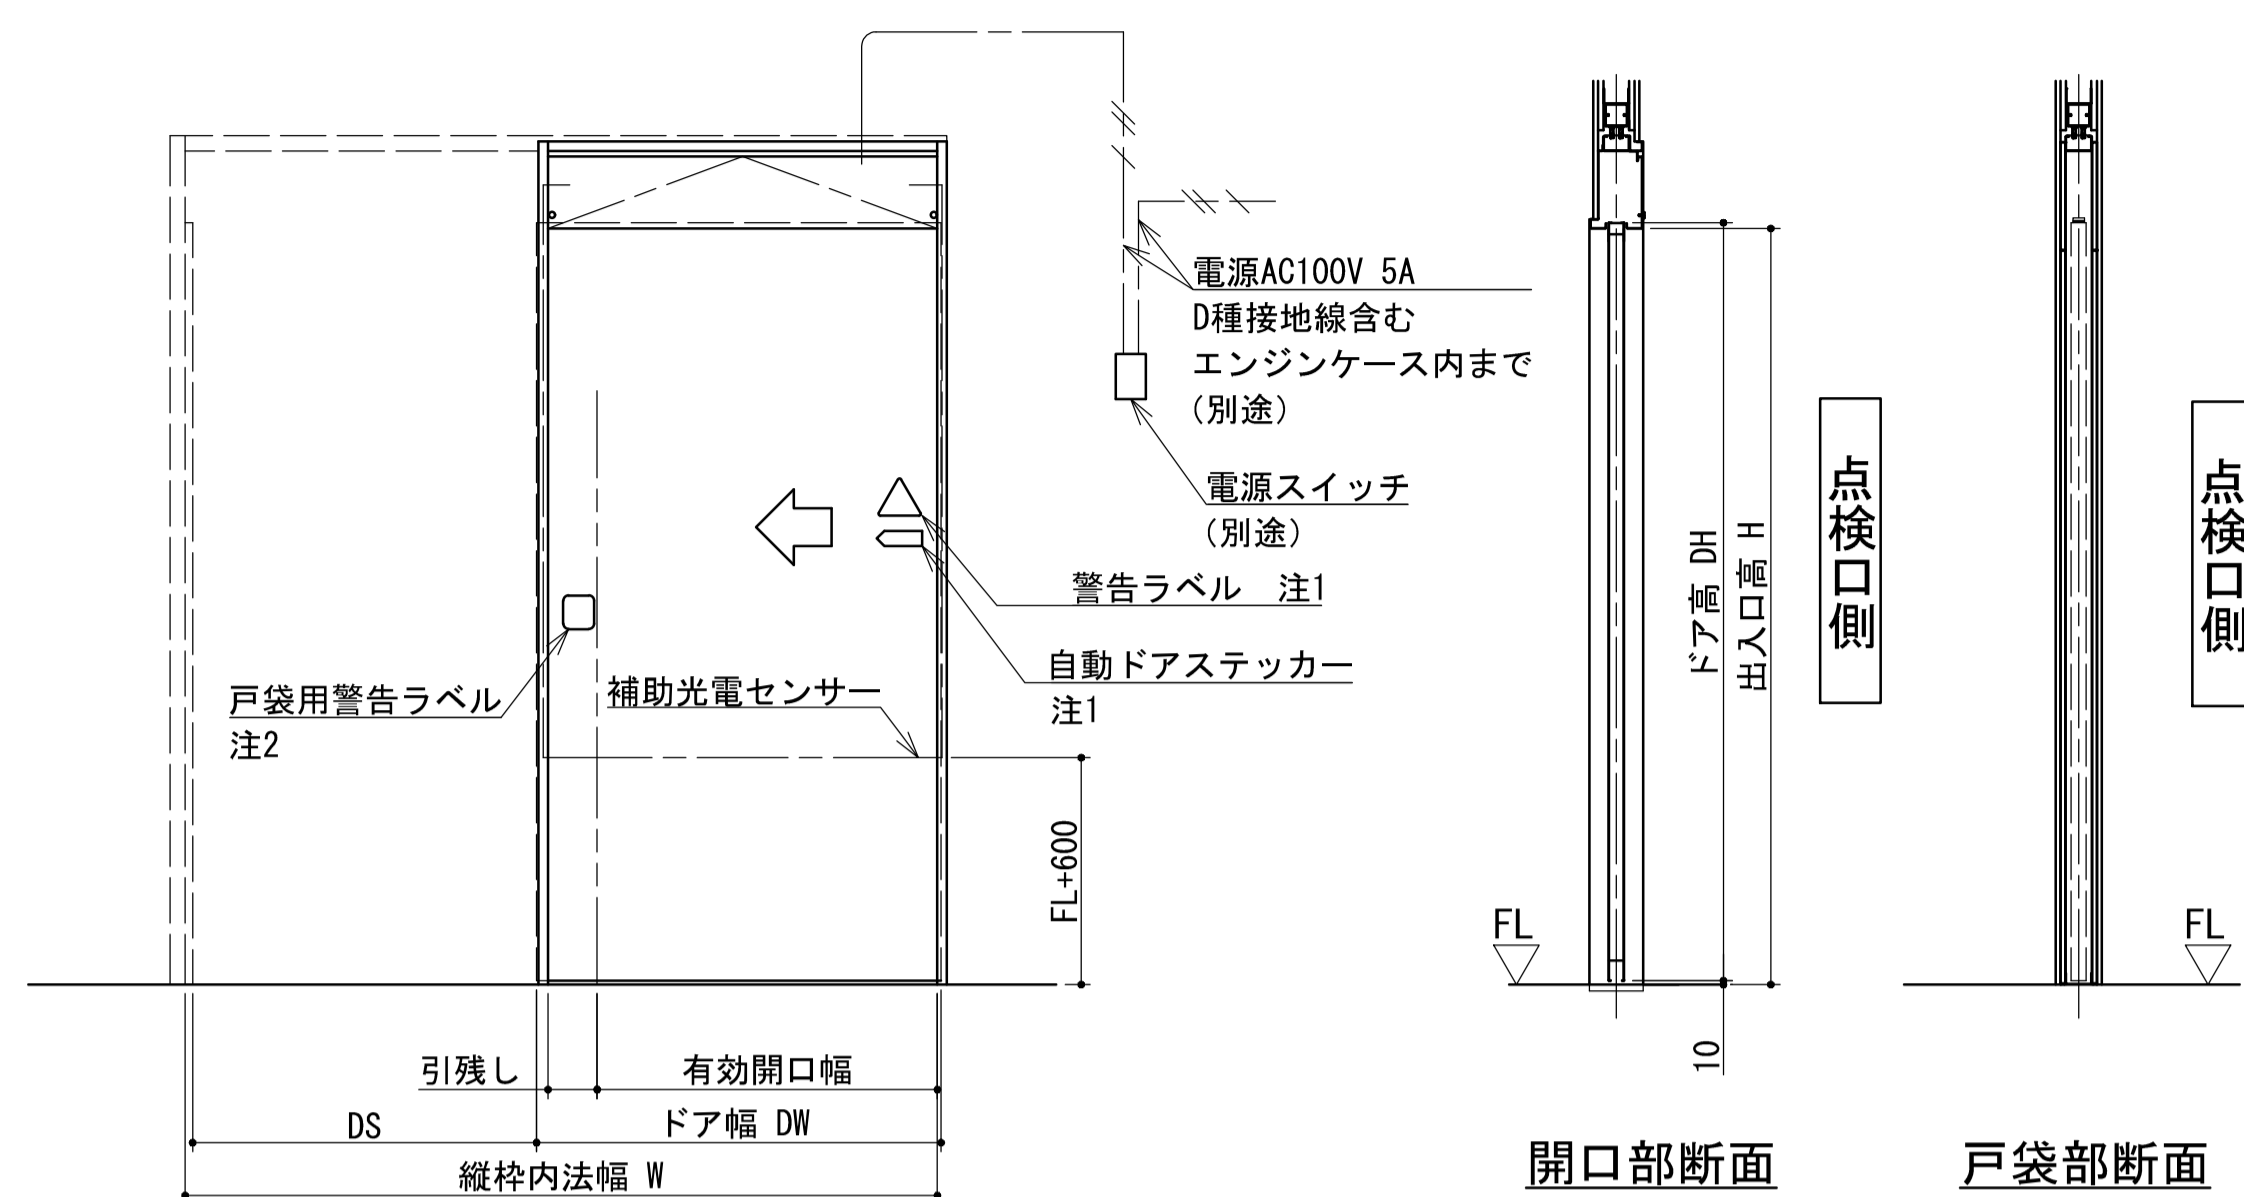 電源AC100V 5A
D種接地線含む
エンジンケース内まで
(別途)
電源スイッチ
(別途)
警告ラベル 注1
自動ドアステッカー
注1
戸袋用警告ラベル
注2
補助光電センサー
FL+600
引残し
有効開口幅
DS
ドア幅 DW
縦枠内法幅 W
ドア高 DH
出入口高 H
10
FL
点検口側
開口部断面
FL
点検口側
戸袋部断面